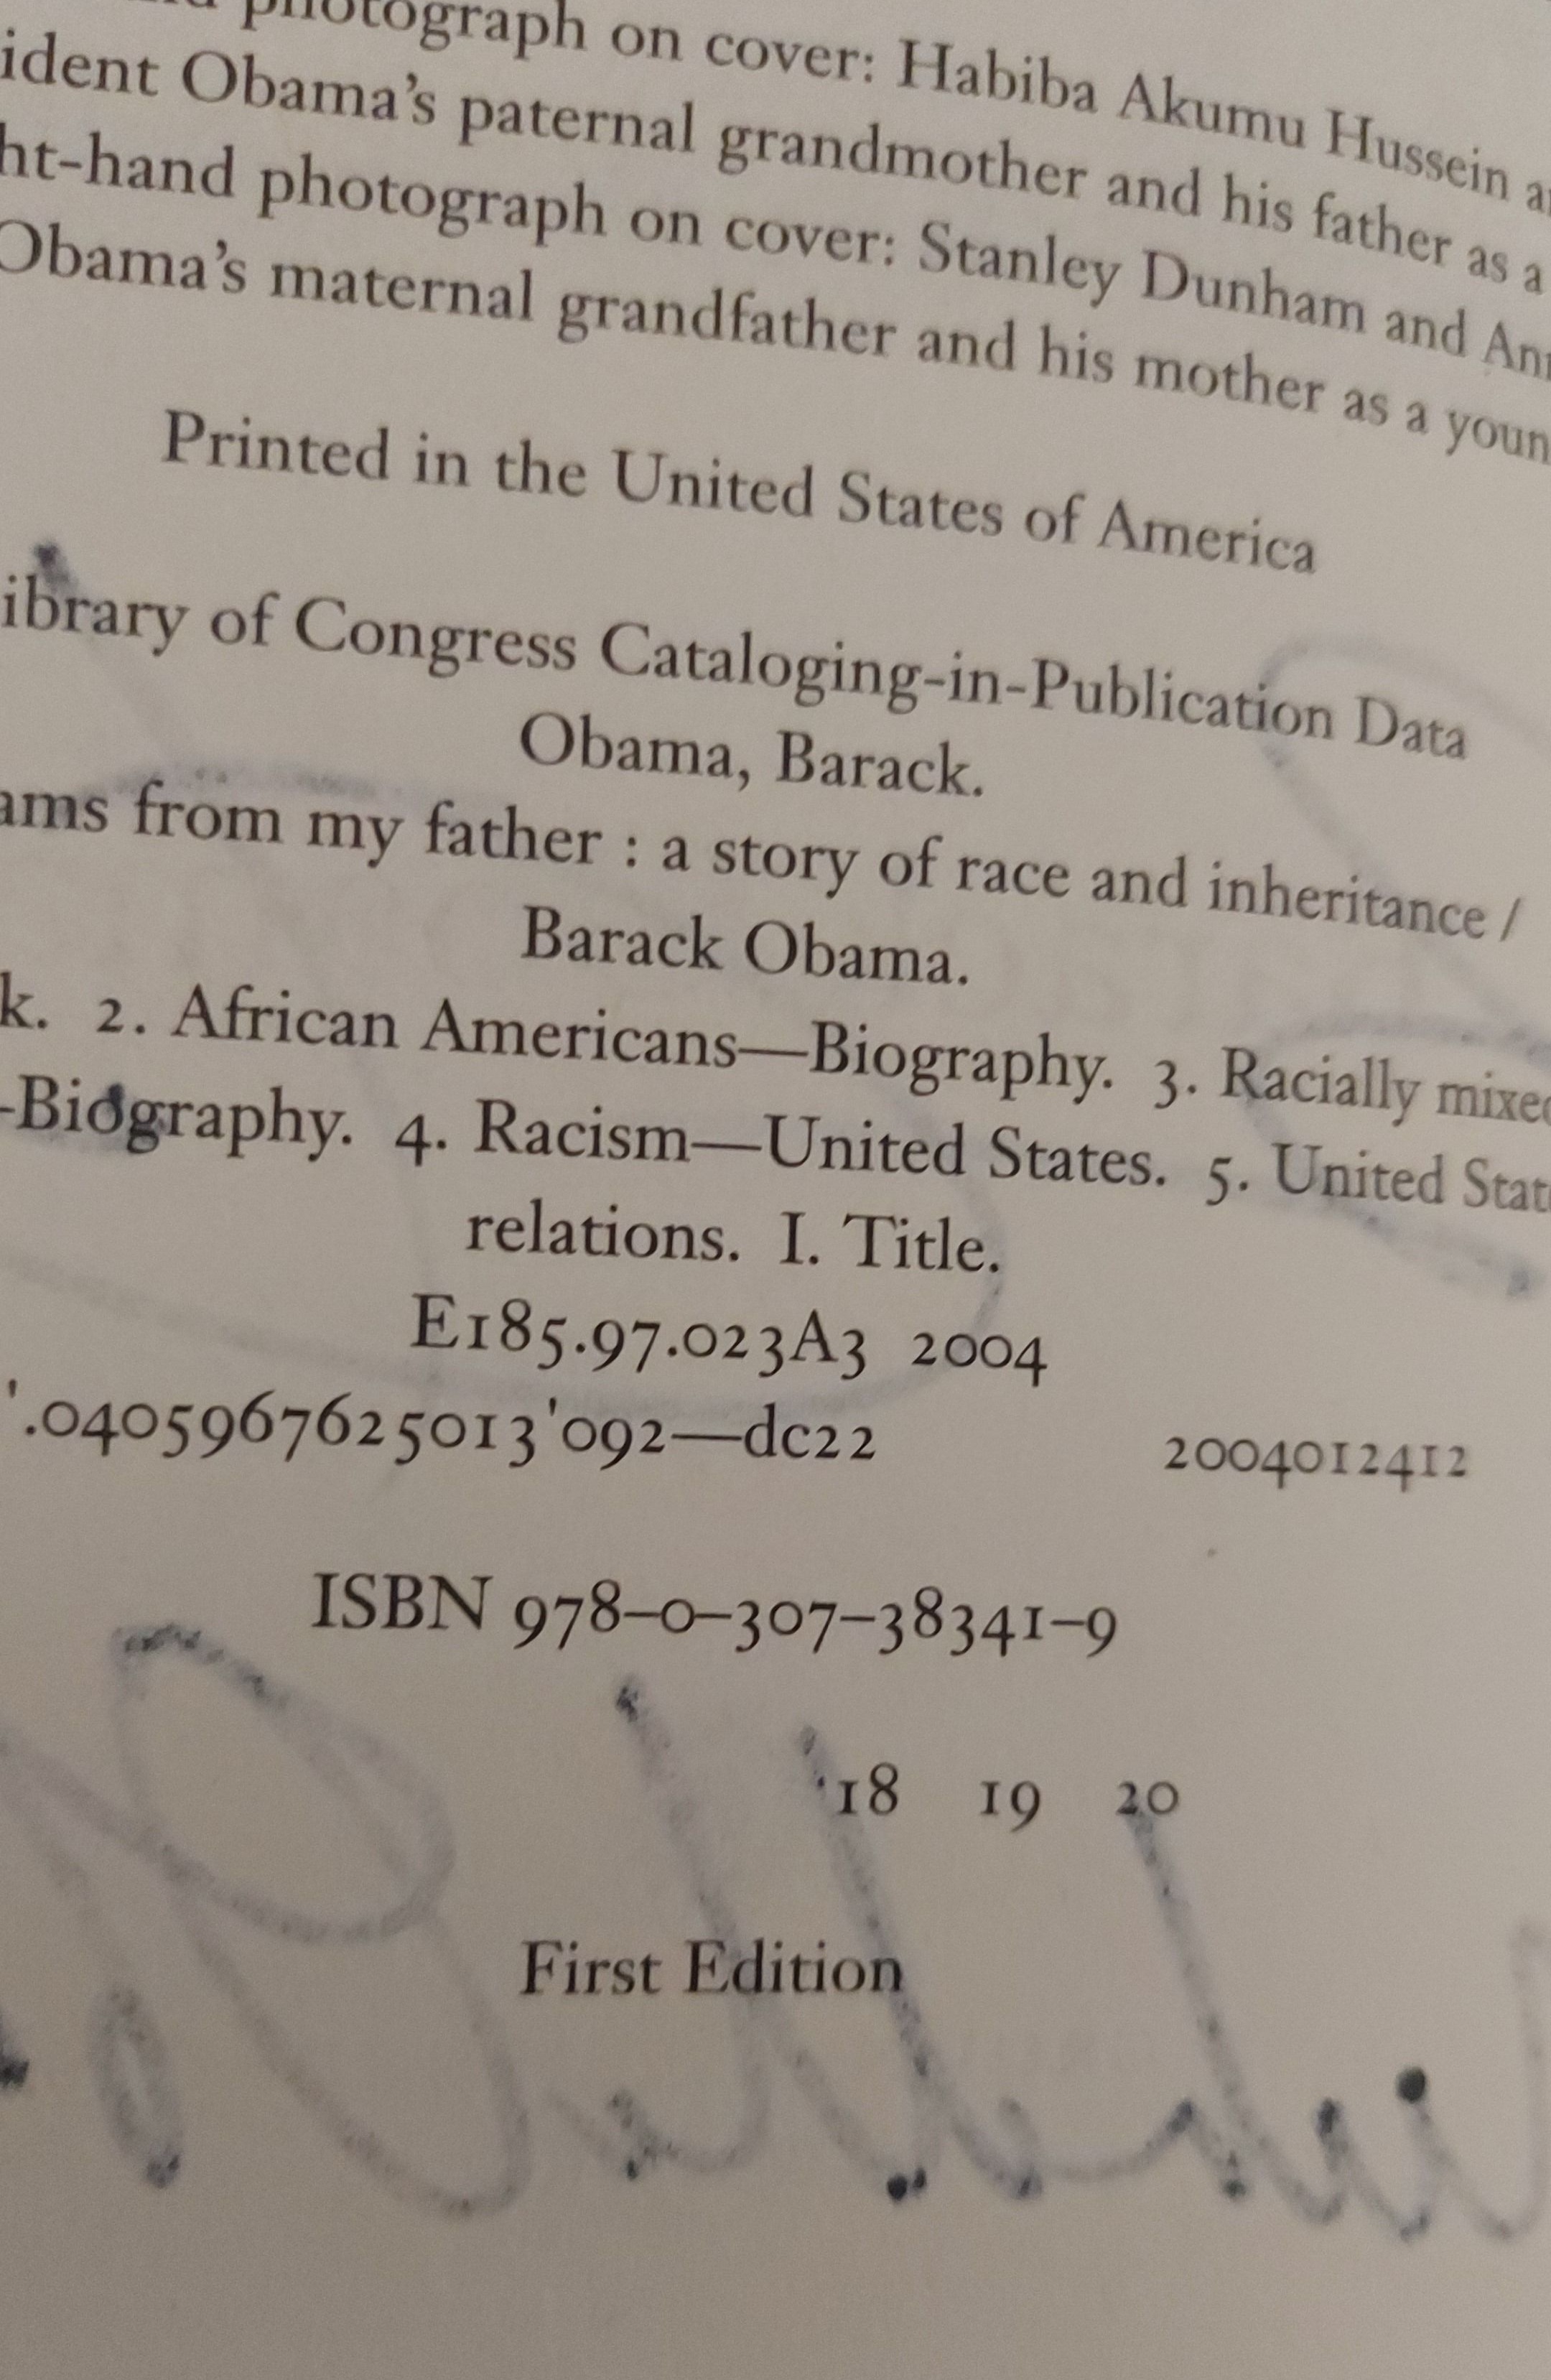 photograph on cover: Habiba Akumu Hussein
ident Obama's paternal grandmother and his father as a
ht-hand photograph on cover: Stanley Dunham and An
Obama's maternal grandfather and his mother as a youn
Printed in the United States of America
ibrary of Congress Cataloging-in-Publication Data
Obama, Barack.
ams from my father : a story of race and inheritance /
Barack Obama.
k. 2. African Americans—Biography. 3. Racially mixed
-Biography. 4. Racism—United States. 5. United Stat
relations. I. Title.
E185.97.023A3 2004
'.0405967625013'092—dc22 2004012412
ISBN 978-0-307-38341-9
18 19 20
First Edition